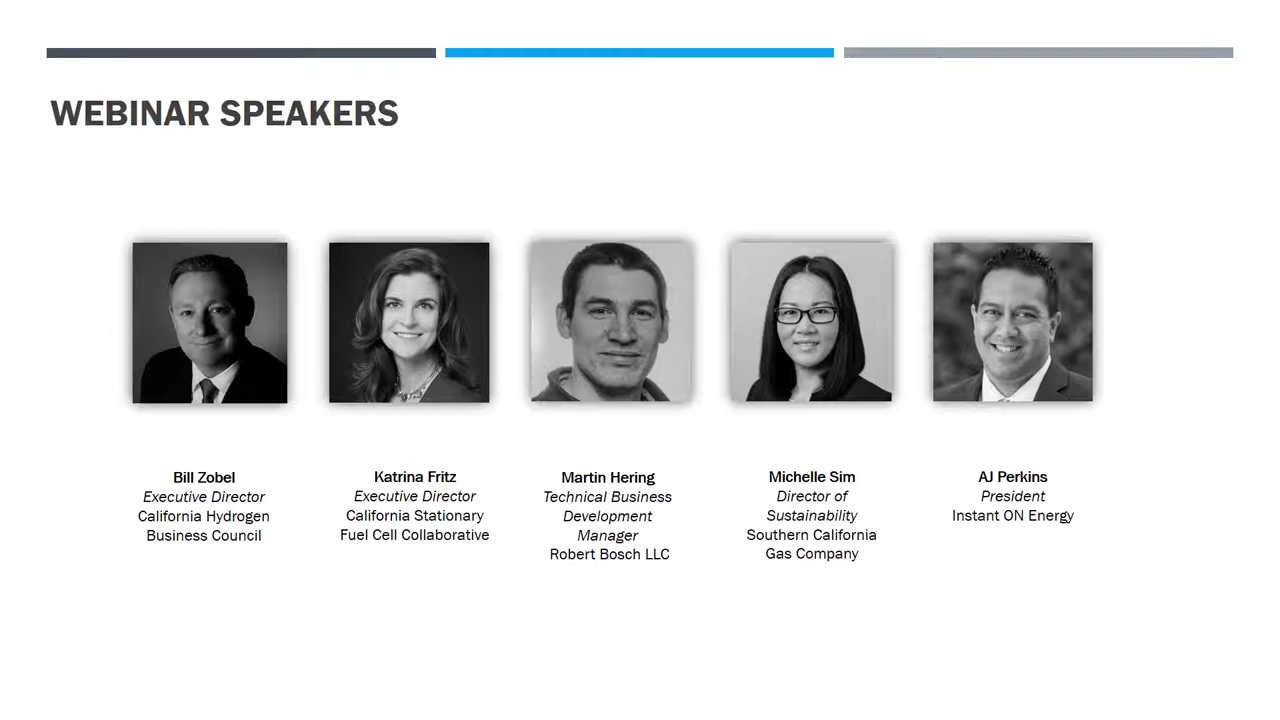 WEBINAR SPEAKERS
Bill Zobel
Executive Director
California Hydrogen
Business Council
Katrina Fritz
Executive Director
California Stationary
Fuel Cell Collaborative
Martin Hering
Technical Business
Development
Manager
Robert Bosch LLC
Michelle Sim
Director of
Sustainability
Southern California
Gas Company
AJ Perkins
President
Instant ON Energy